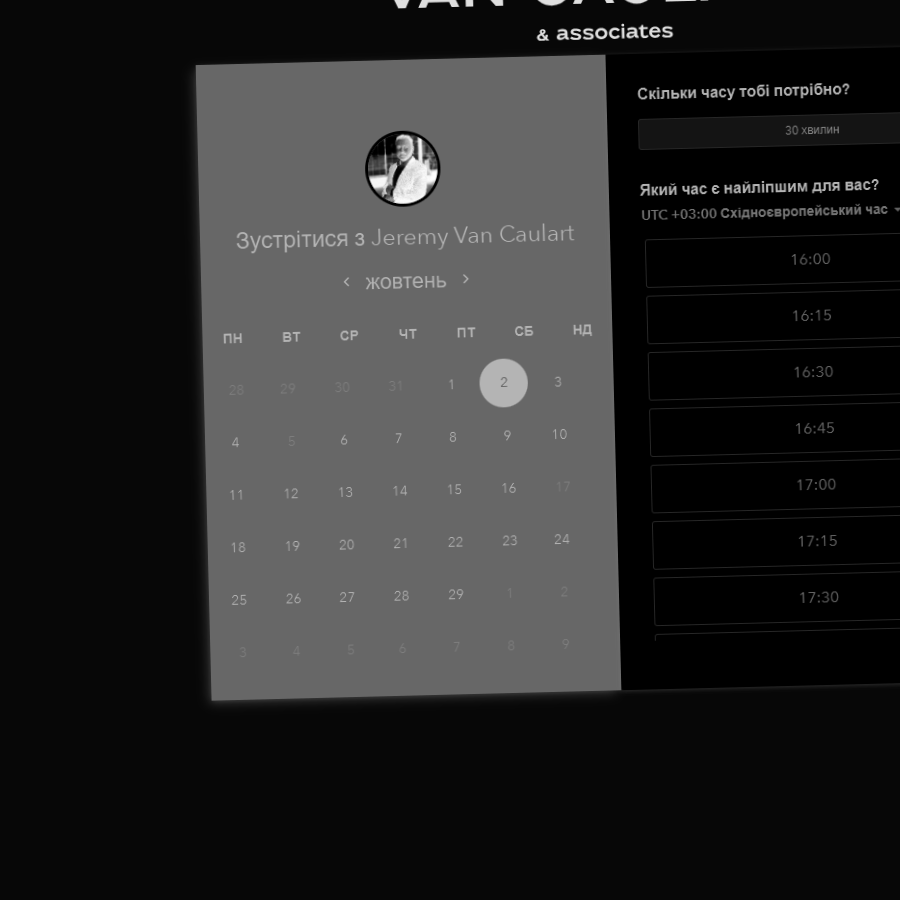 & associates
Зустрітися з Jeremy Van Caulart
‹ жовтень ›
ПН ВТ СР ЧТ ПТ СБ НД
28 29 30 31 1 2 3
4 5 6 7 8 9 10
11 12 13 14 15 16 17
18 19 20 21 22 23 24
25 26 27 28 29 1 2
3 4 5 6 7 8 9
Скільки часу тобі потрібно?
30 хвилин
Який час є найліпшим для вас?
UTC +03:00 Східноєвропейський час
16:00
16:15
16:30
16:45
17:00
17:15
17:30